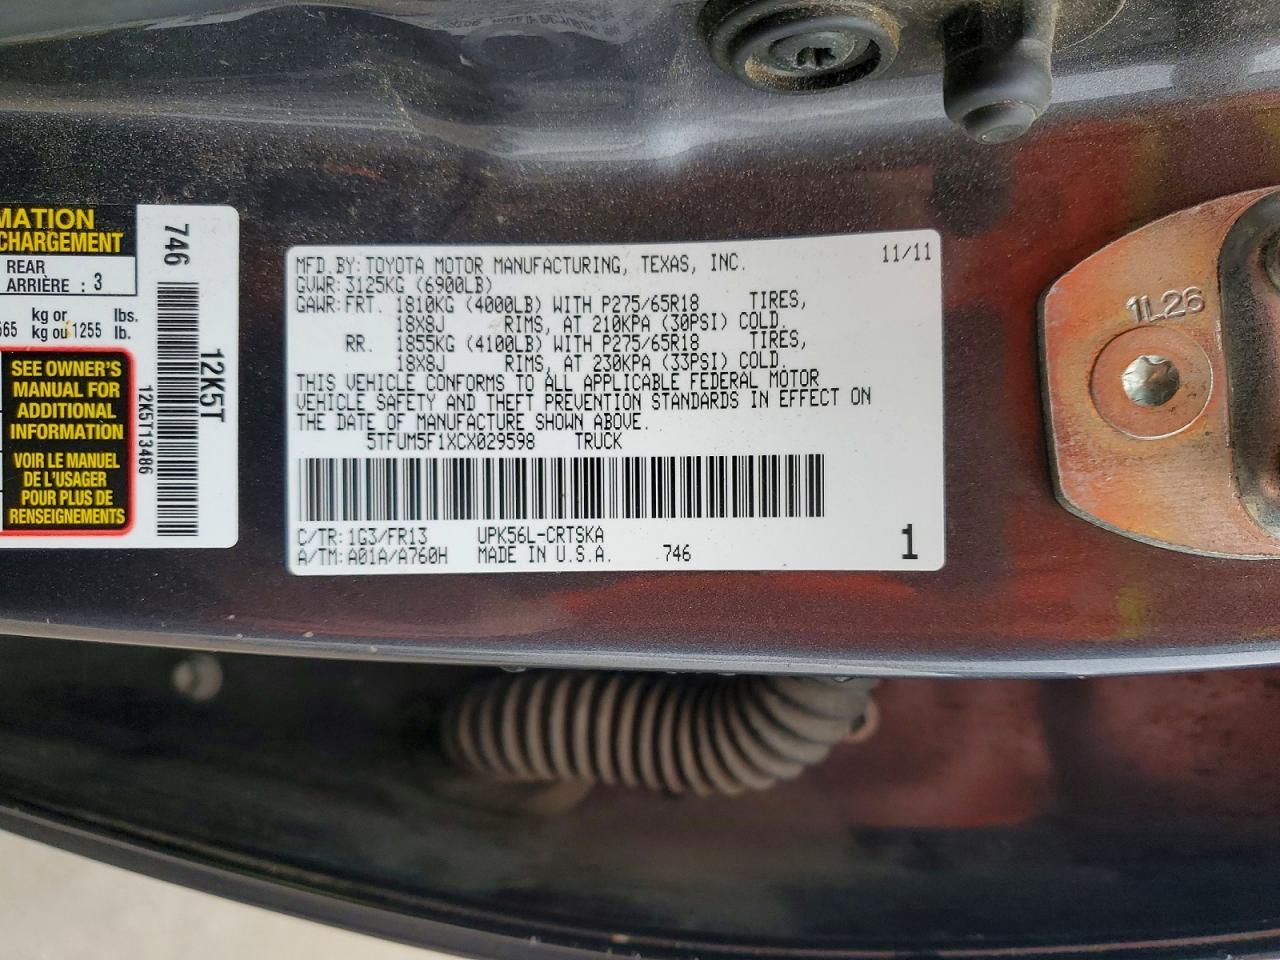 MATION
CHARGEMENT
REAR
ARRIÈRE : 3
kg or lbs.
565 kg ou 1255 lb.
SEE OWNER'S
MANUAL FOR
ADDITIONAL
INFORMATION
VOIR LE MANUEL
DE L'USAGER
POUR PLUS DE
RENSEIGNEMENTS
746
12K5T
12K5T13486
MFD.BY:TOYOTA MOTOR MANUFACTURING, TEXAS, INC. 11/11
GVWR:3125KG (6900LB)
GAWR:FRT. 1810KG (4000LB) WITH P275/65R18 TIRES,
18X8J RIMS, AT 210KPA (30PSI) COLD
RR. 1855KG (4100LB) WITH P275/65R18 TIRES,
18X8J RIMS, AT 230KPA (33PSI) COLD.
THIS VEHICLE CONFORMS TO ALL APPLICABLE FEDERAL MOTOR
VEHICLE SAFETY AND THEFT PREVENTION STANDARDS IN EFFECT ON
THE DATE OF MANUFACTURE SHOWN ABOVE.
5TFUM5F1XCX029598 TRUCK
C/TR:1G3/FR13 UPK56L-CRTSKA
A/TM:A01A/A760H MADE IN U.S.A. 746 1
1L26